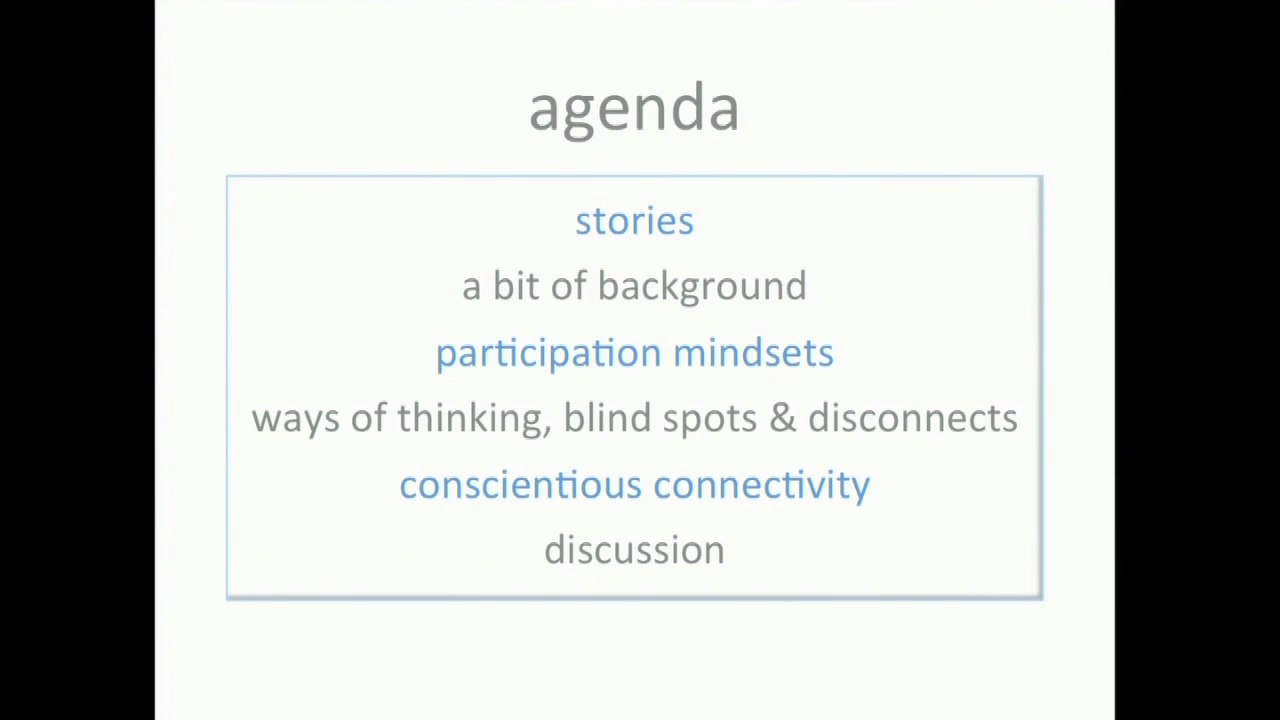 agenda
stories
a bit of background
participation mindsets
ways of thinking, blind spots & disconnects
conscientious connectivity
discussion